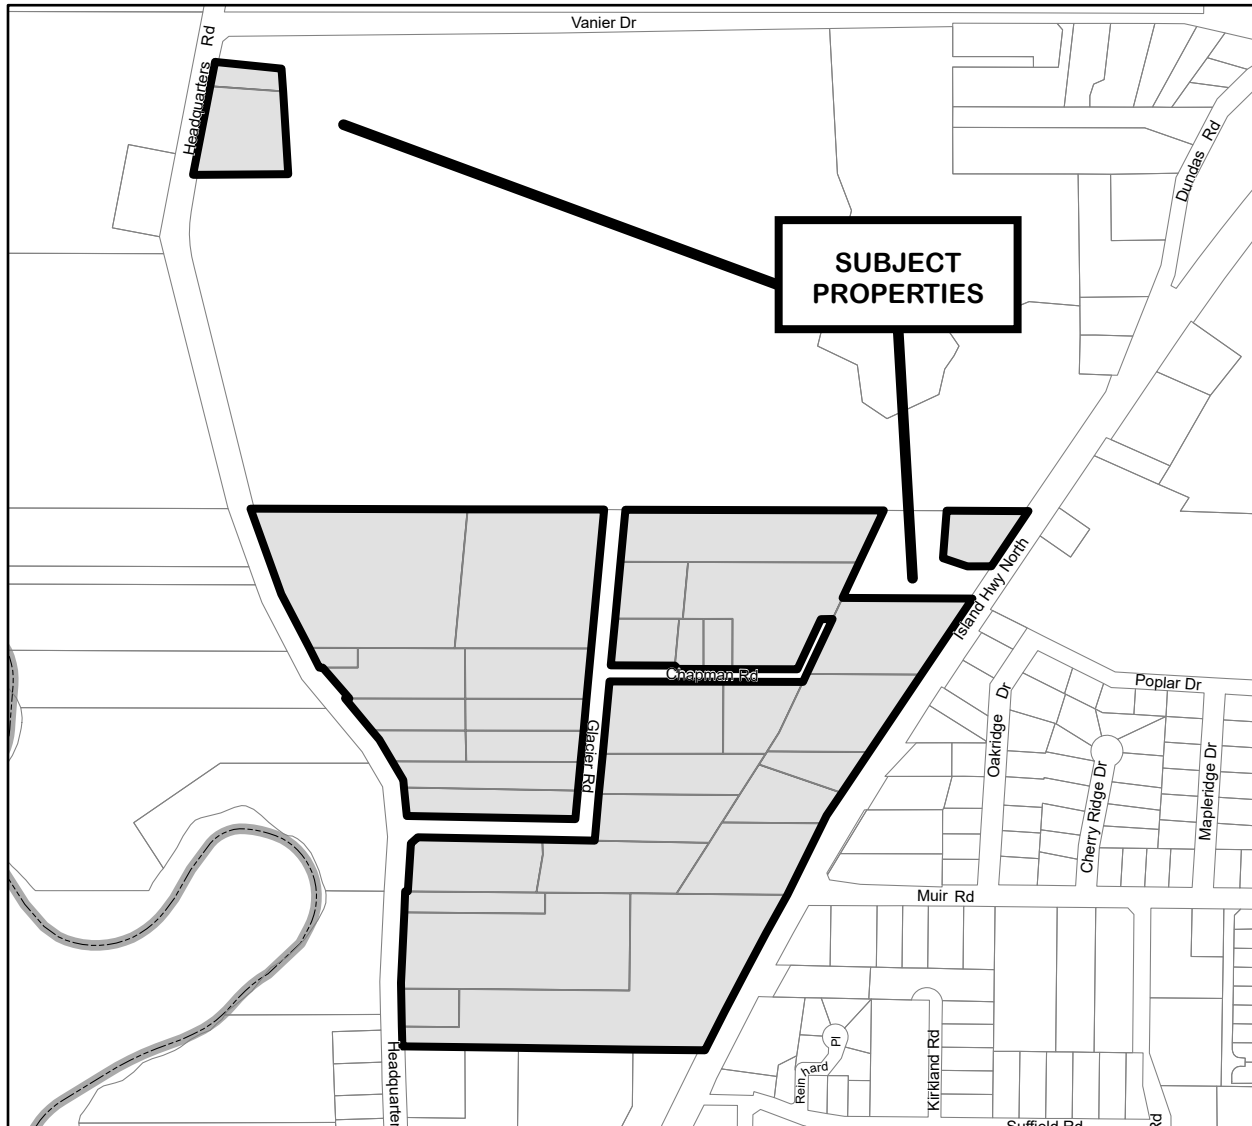 Vanier Dr
Headquarters Rd
Dundas Rd
SUBJECT
PROPERTIES
Island Hwy North
Chapman Rd
Glacier Rd
Poplar Dr
Oakridge Dr
Cherry Ridge Dr
Mapleridge Dr
Muir Rd
Reinhard Pl
Kirkland Rd
Headquarter
Suffield Rd
Rd